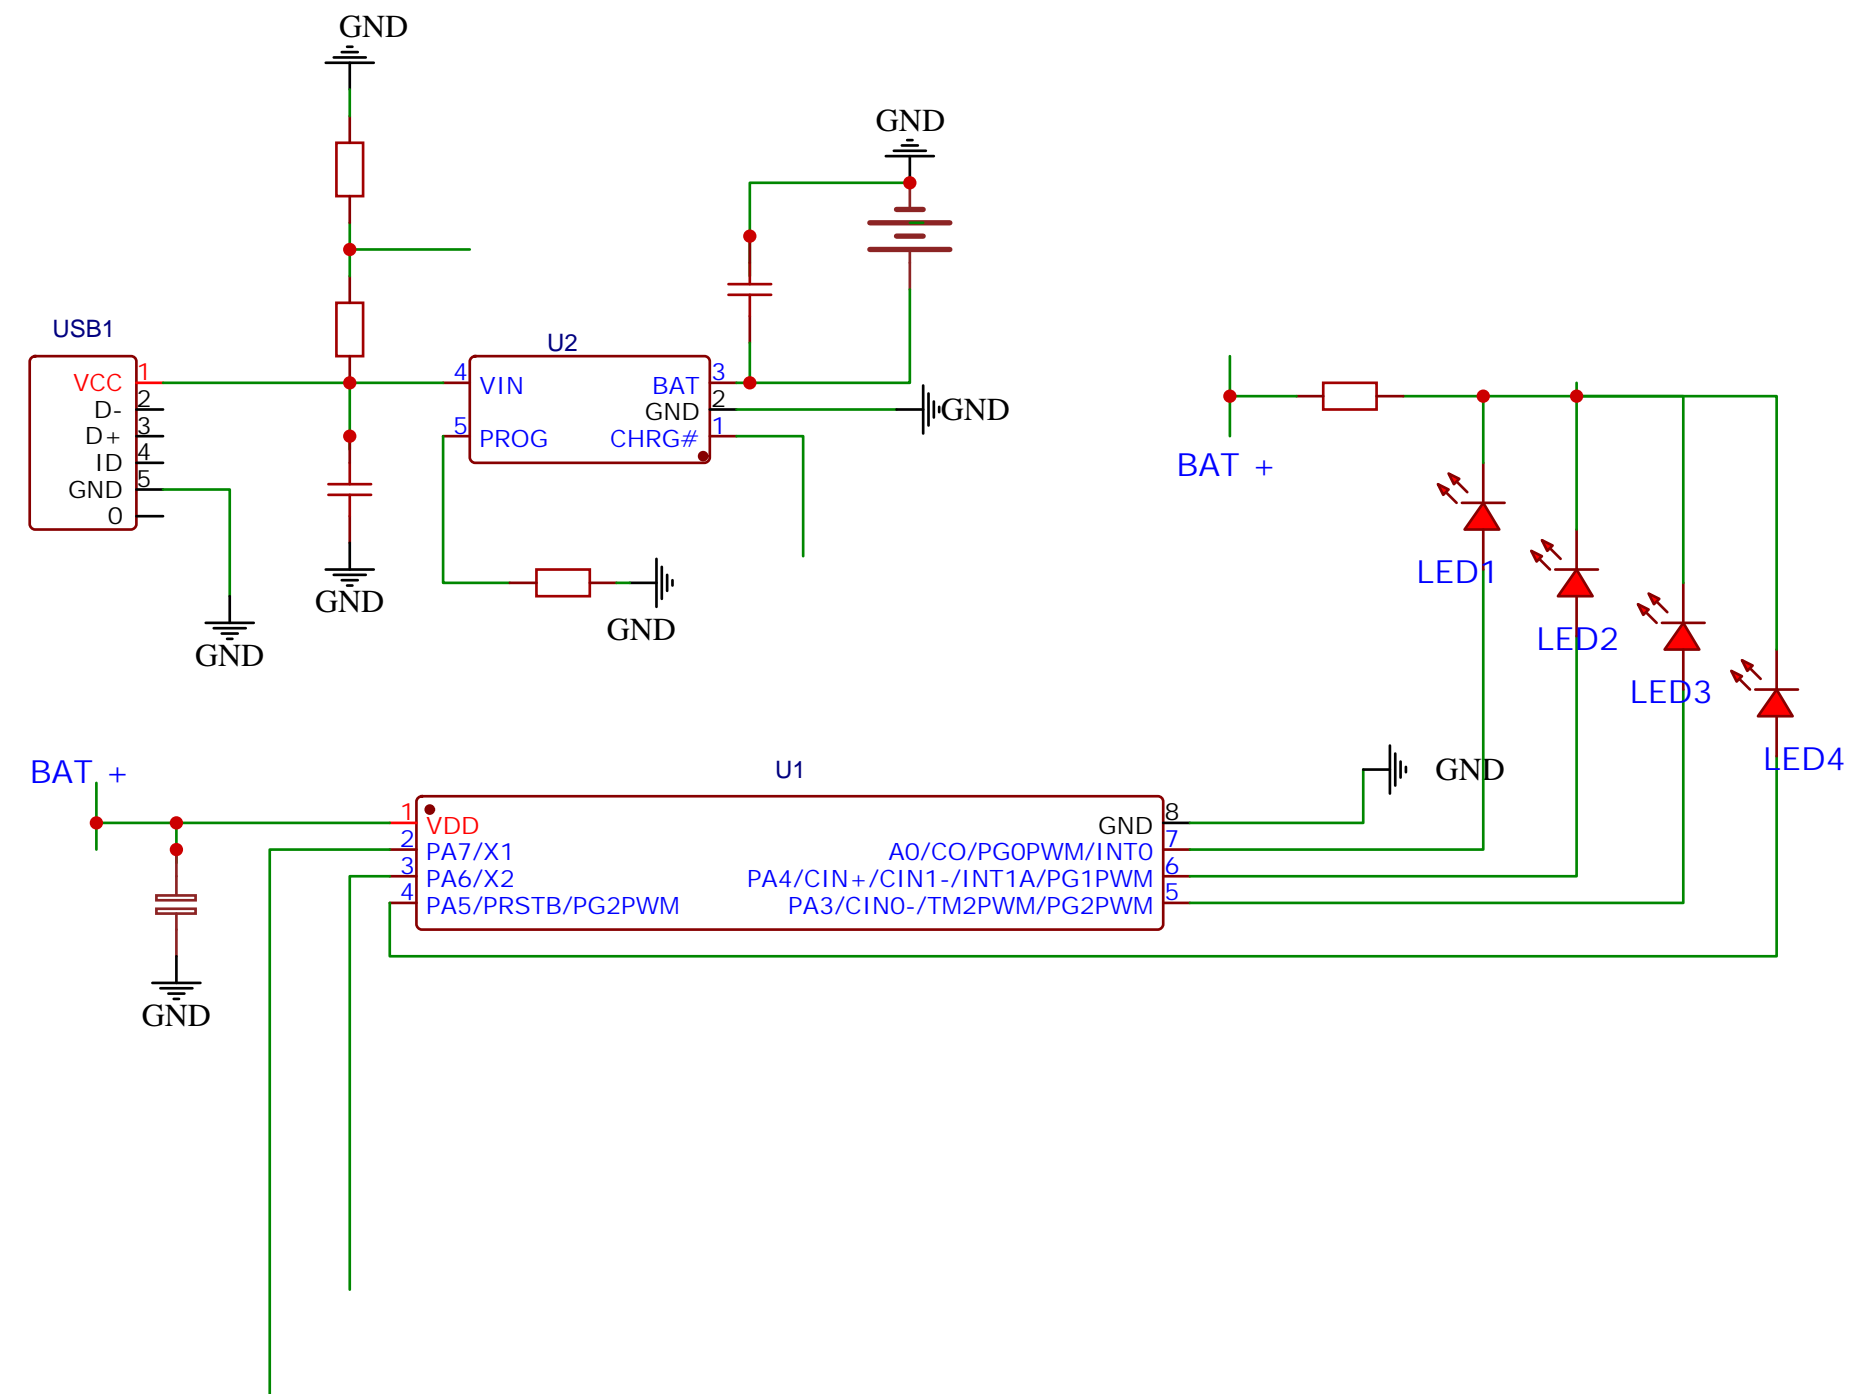 GND
GND
USB1
VCC 1
D- 2
D+ 3
ID 4
GND 5
0
GND
GND
U2
4 VIN
5 PROG
BAT 3
GND 2
CHRG# 1
GND
GND
BAT +
LED1
LED2
LED3
LED4
BAT +
GND
U1
1 VDD
2 PA7/X1
3 PA6/X2
4 PA5/PRSTB/PG2PWM
GND 8
A0/CO/PG0PWM/INT0 7
PA4/CIN+/CIN1-/INT1A/PG1PWM 6
PA3/CIN0-/TM2PWM/PG2PWM 5
GND